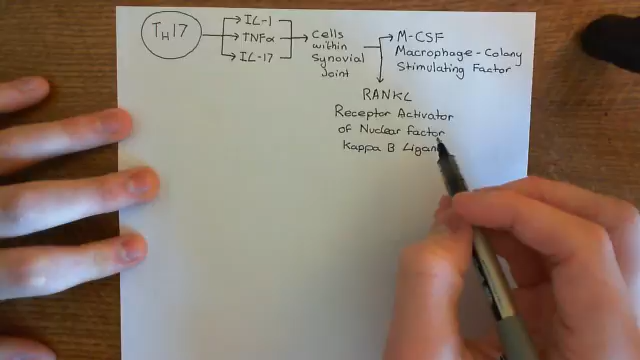 TH17
IL-1
TNFα
IL-17
Cells
within
Synovial
Joint
M-CSF
Macrophage-Colony
Stimulating Factor
RANKL
Receptor Activator
of Nuclear factor
Kappa B Ligand